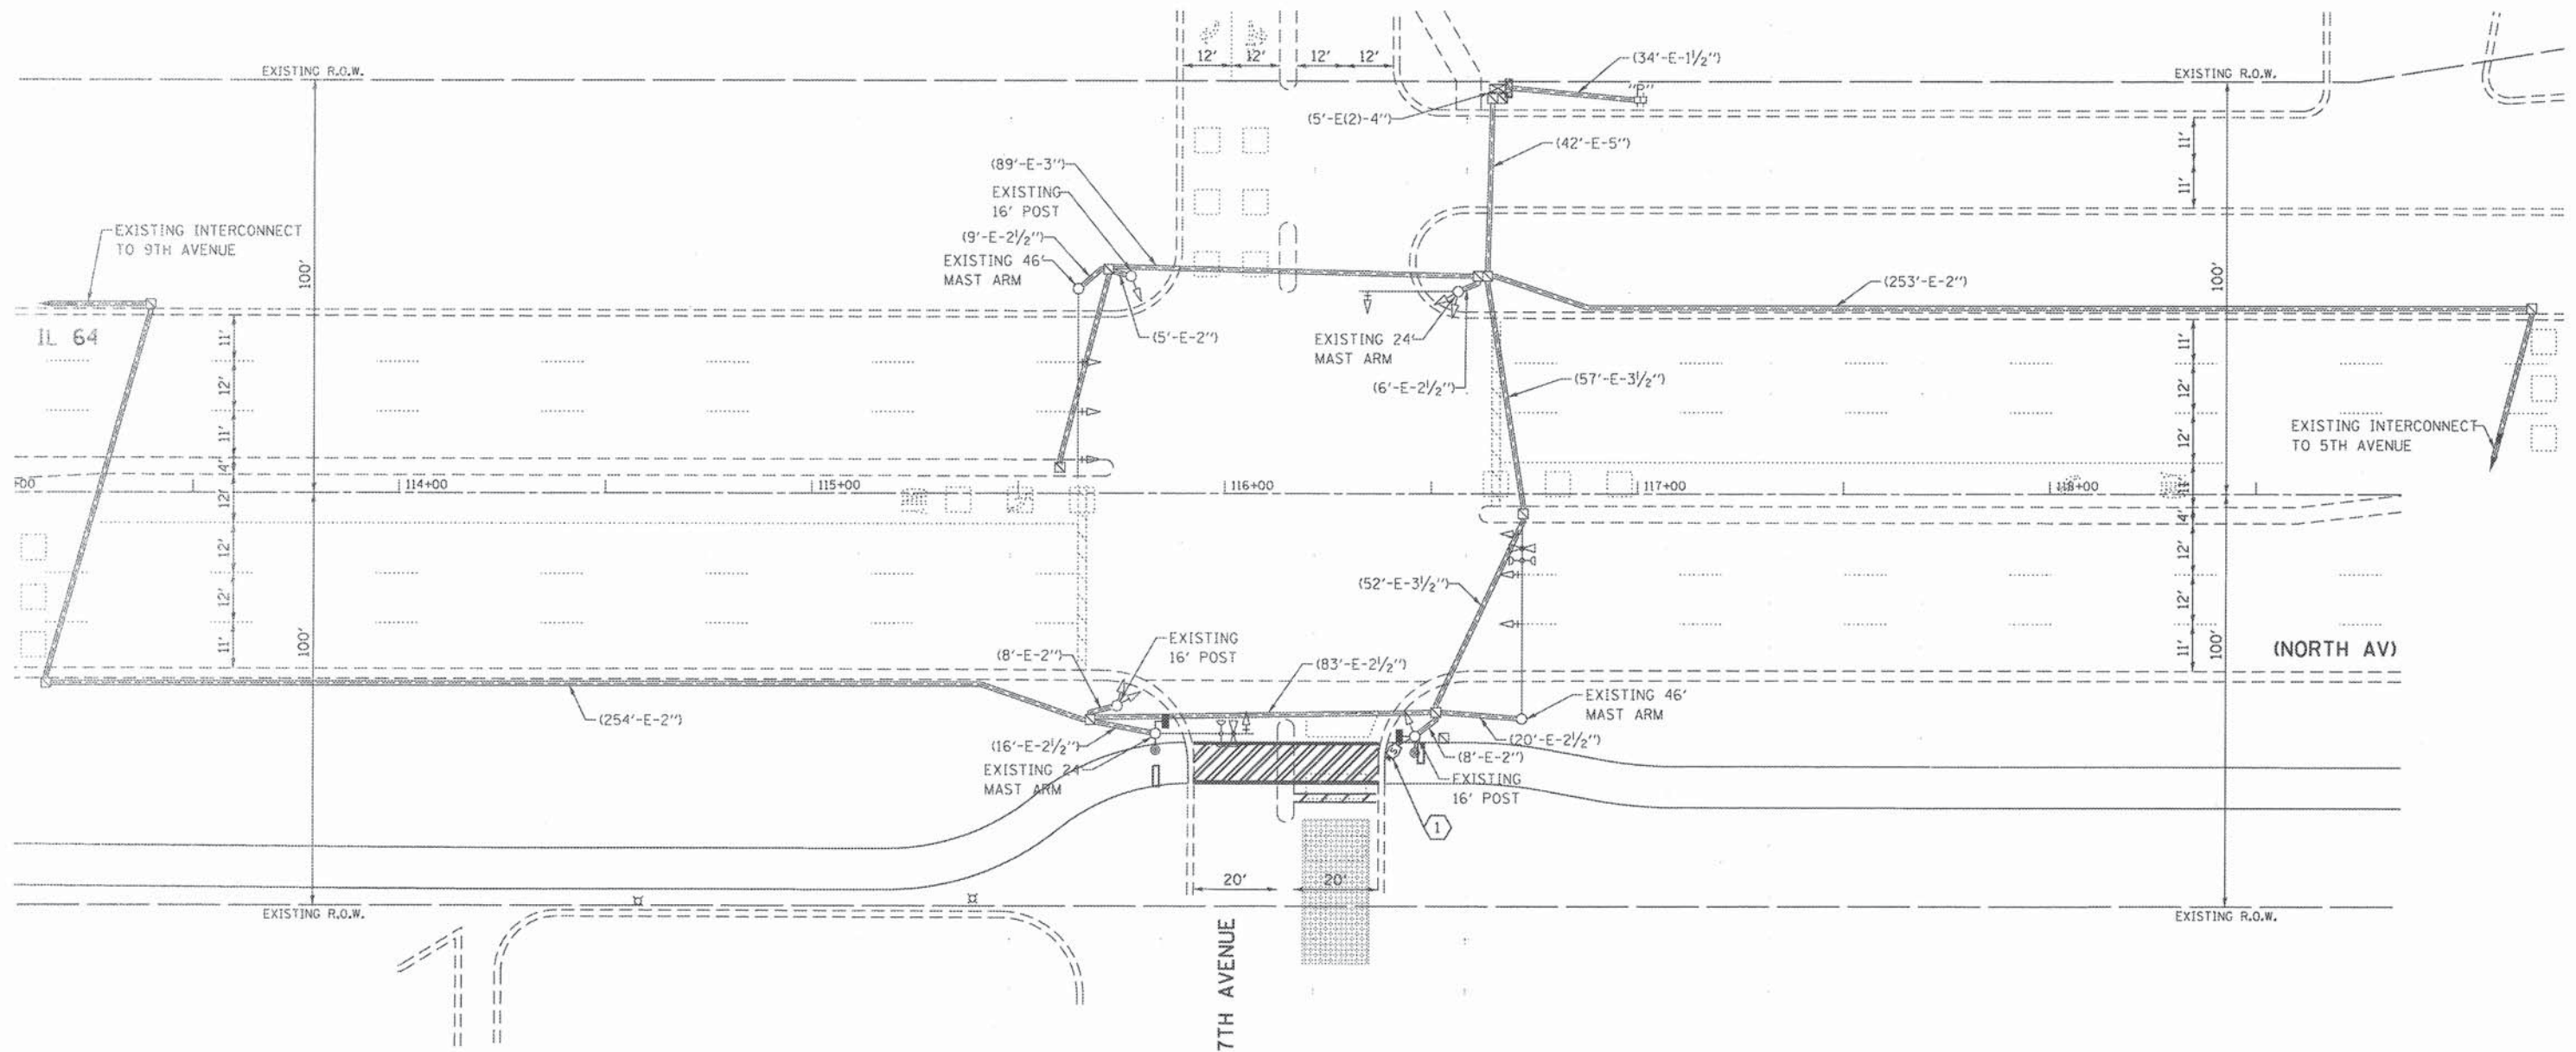 12' 12' 12' 12'
EXISTING R.O.W.
(34'-E-1½")
EXISTING R.O.W.
"P"
(5'-E(2)-4")
(42'-E-5")
11'
11'
(89'-E-3")
EXISTING
16' POST
(9'-E-2½")
EXISTING 46'
MAST ARM
EXISTING INTERCONNECT
TO 9TH AVENUE
100'
100'
(253'-E-2")
IL 64
(5'-E-2")
EXISTING 24'
MAST ARM
(6'-E-2½")
(57'-E-3½")
11'
12'
11'
4'
12'
12'
12'
11'
11'
12'
12'
11'
4'
12'
12'
11'
EXISTING INTERCONNECT
TO 5TH AVENUE
+00
114+00
115+00
116+00
117+00
118+00
(52'-E-3½")
100'
100'
(NORTH AV)
(8'-E-2")
EXISTING
16' POST
(83'-E-2½")
EXISTING 46'
MAST ARM
(254'-E-2")
(16'-E-2½")
EXISTING 24'
MAST ARM
S
(20'-E-2½")
(8'-E-2")
EXISTING
16' POST
1
20' 20'
EXISTING R.O.W.
EXISTING R.O.W.
7TH AVENUE